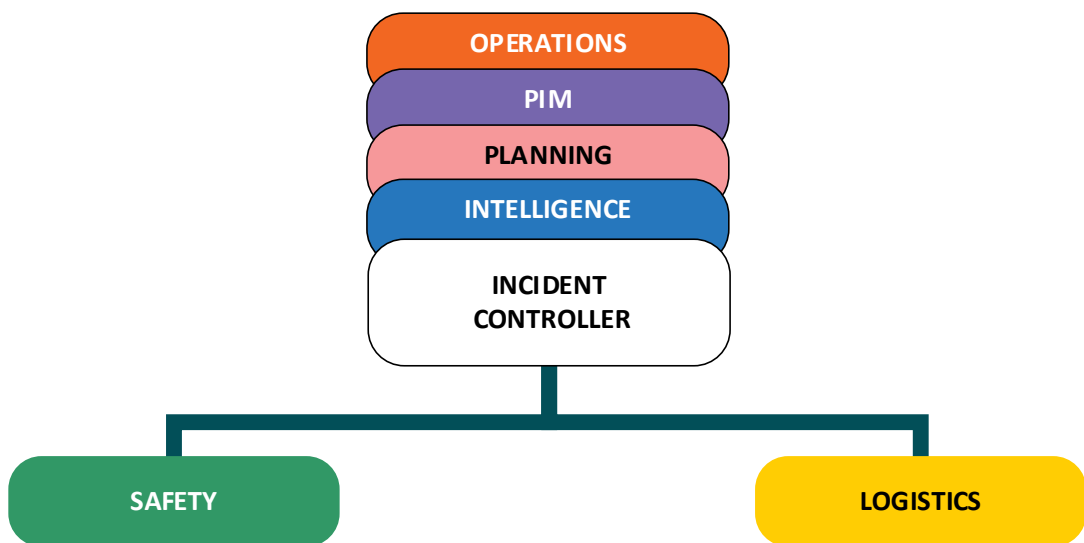 OPERATIONS
PIM
PLANNING
INTELLIGENCE
INCIDENT
CONTROLLER
SAFETY
LOGISTICS